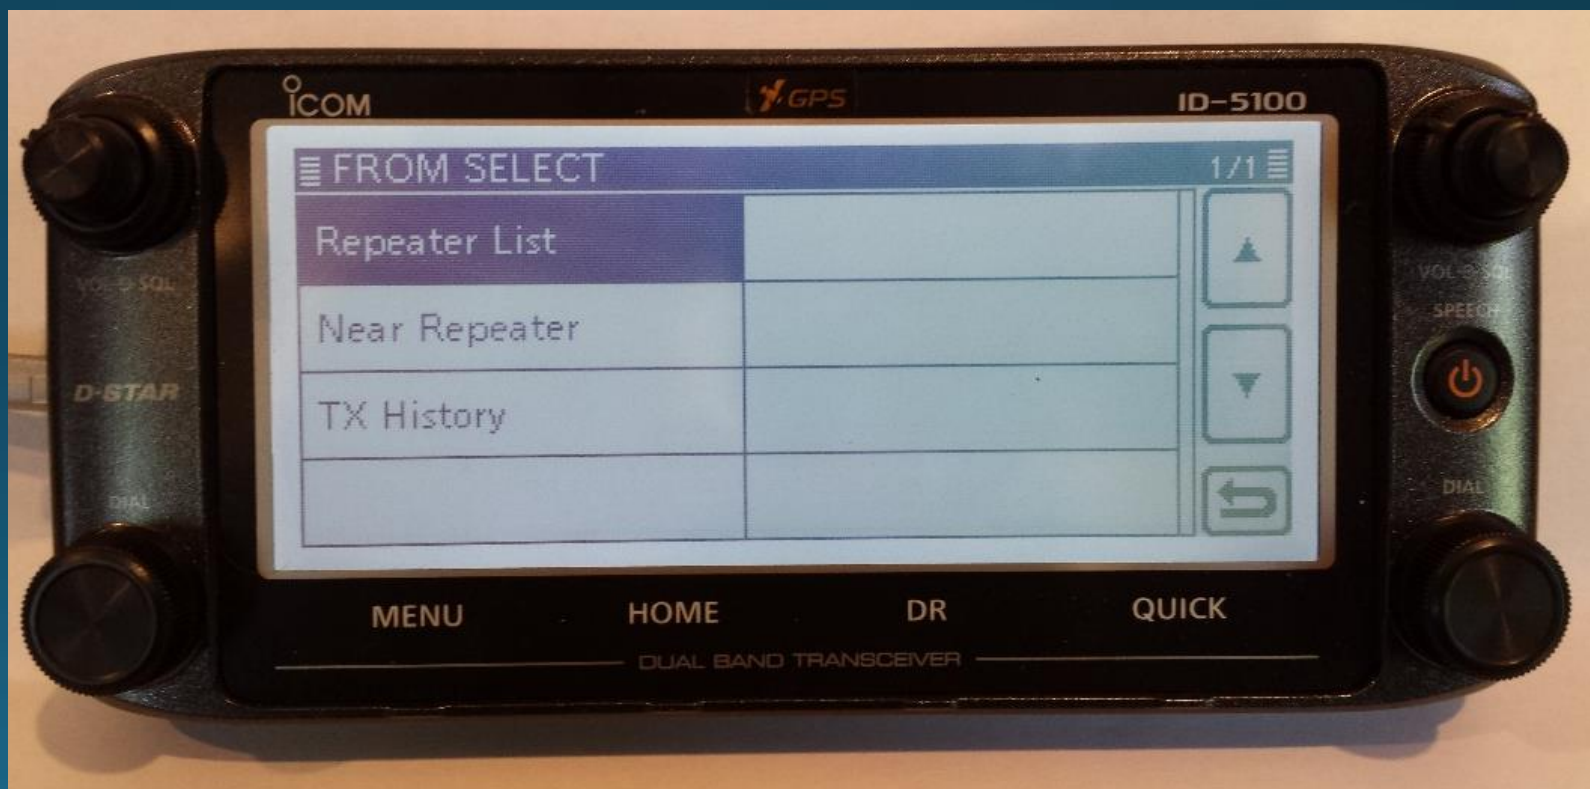 ICOM
GPS
ID-5100
FROM SELECT
1/1
Repeater List
Near Repeater
TX History
VOL-O-SQL
VOL-O-SQL
SPEECH
D-STAR
DIAL
DIAL
MENU
HOME
DR
QUICK
DUAL BAND TRANSCEIVER